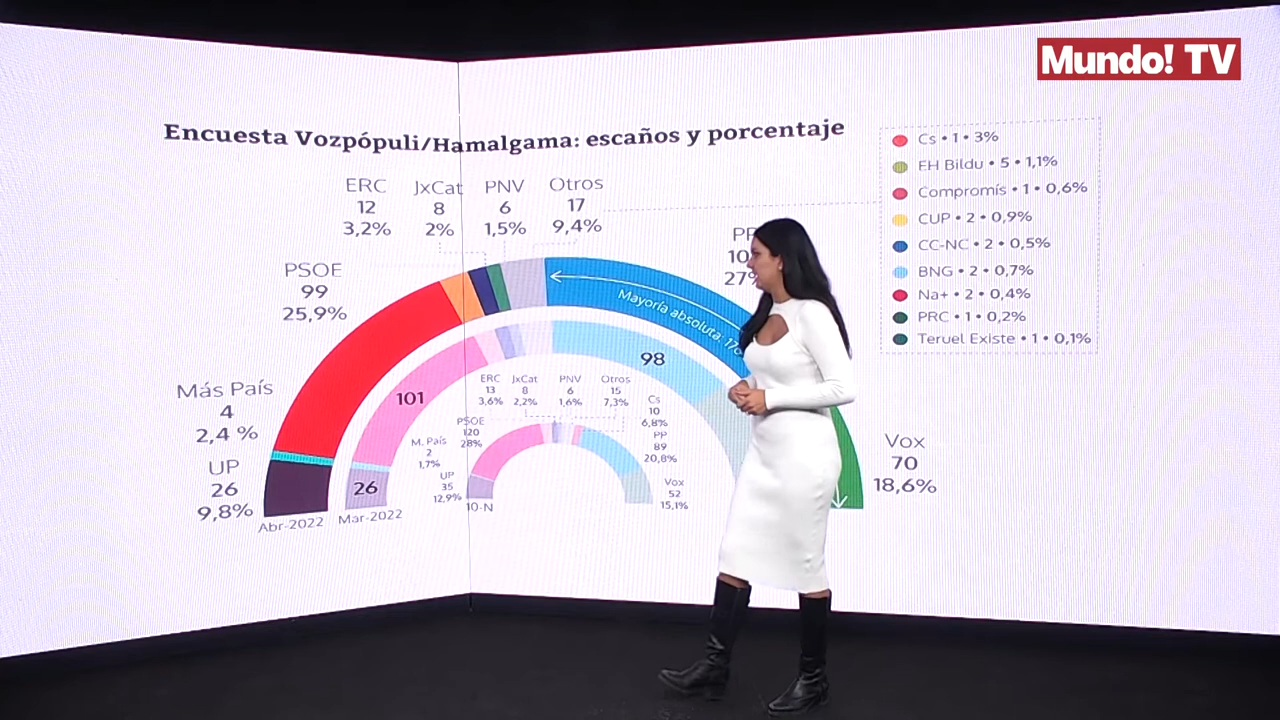 Mundo! TV
Encuesta Vozpópuli/Hamalgama: escaños y porcentaje
Cs • 1 • 3%
EH Bildu • 5 • 1,1%
Compromís • 1 • 0,6%
CUP • 2 • 0,9%
CC-NC • 2 • 0,5%
BNG • 2 • 0,7%
Na+ • 2 • 0,4%
PRC • 1 • 0,2%
Teruel Existe • 1 • 0,1%
ERC
12
3,2%
JxCat
8
2%
PNV
6
1,5%
Otros
17
9,4%
PSOE
99
25,9%
Más País
4
2,4 %
UP
26
9,8%
Abr-2022
Mayoría absoluta:
Vox
70
18,6%
101
98
26
Mar-2022
ERC
13
3,6%
JxCat
8
2,2%
PNV
6
1,6%
Otros
15
7,3%
Cs
10
6,8%
PP
89
20,8%
PSOE
120
28%
M. País
2
1,7%
UP
35
12,9%
Vox
52
15,1%
10-N